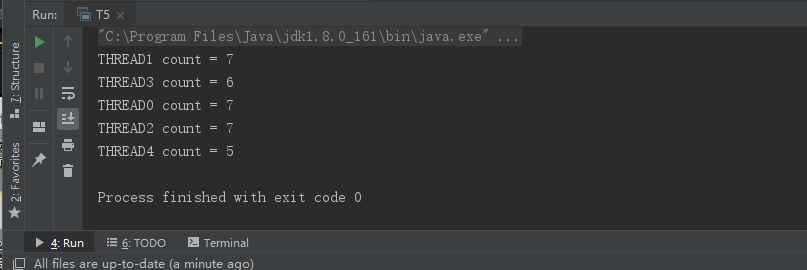 Run: T5
"C:\Program Files\Java\jdk1.8.0_161\bin\java.exe" ...
THREAD1 count = 7
THREAD3 count = 6
THREAD0 count = 7
THREAD2 count = 7
THREAD4 count = 5
Process finished with exit code 0
7: Structure
2: Favorites
4: Run 6: TODO Terminal
All files are up-to-date (a minute ago)